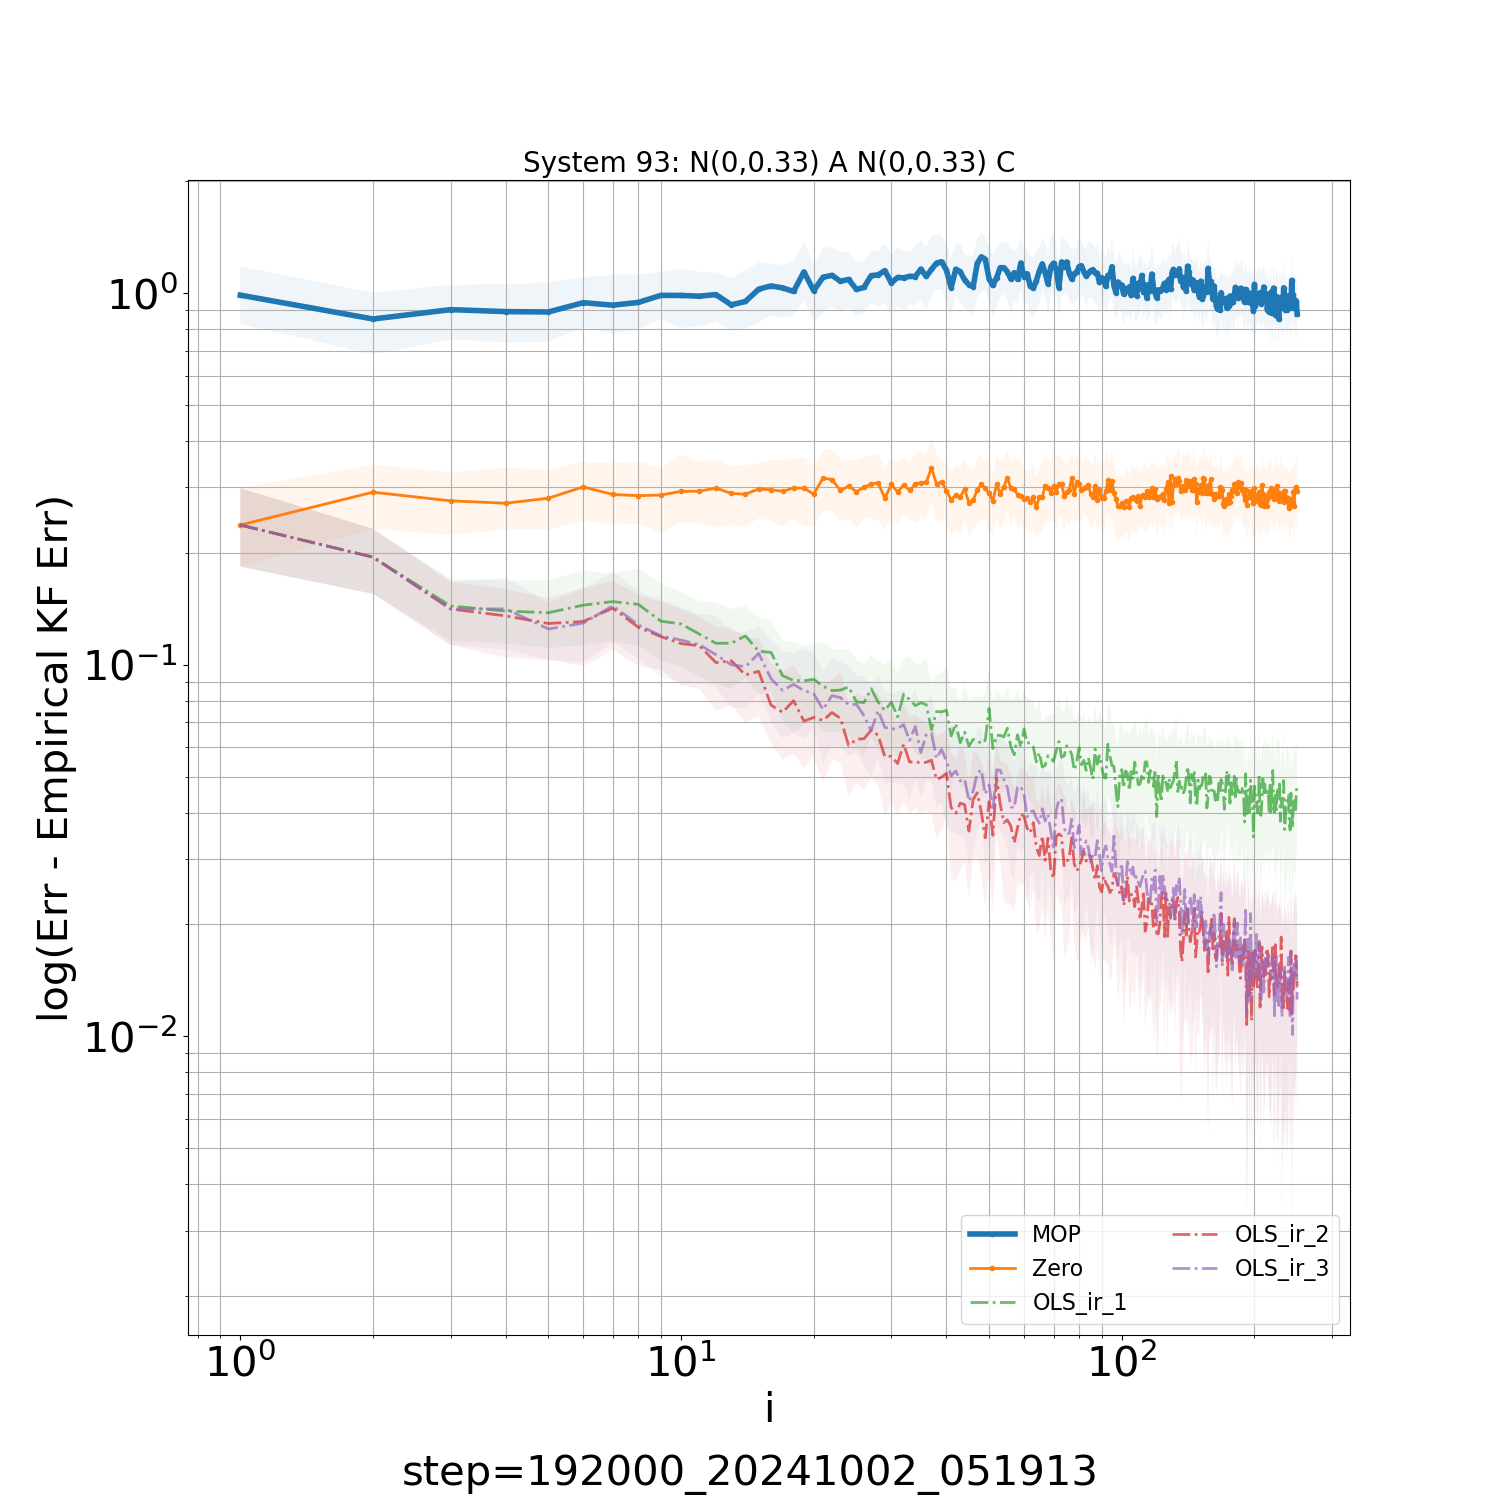 System 93: N(0,0.33) A N(0,0.33) C
log(Err - Empirical KF Err)
10⁰
10⁻¹
10⁻²
MOP
Zero
OLS_ir_1
OLS_ir_2
OLS_ir_3
10⁰ 10¹ 10²
i
step=192000_20241002_051913